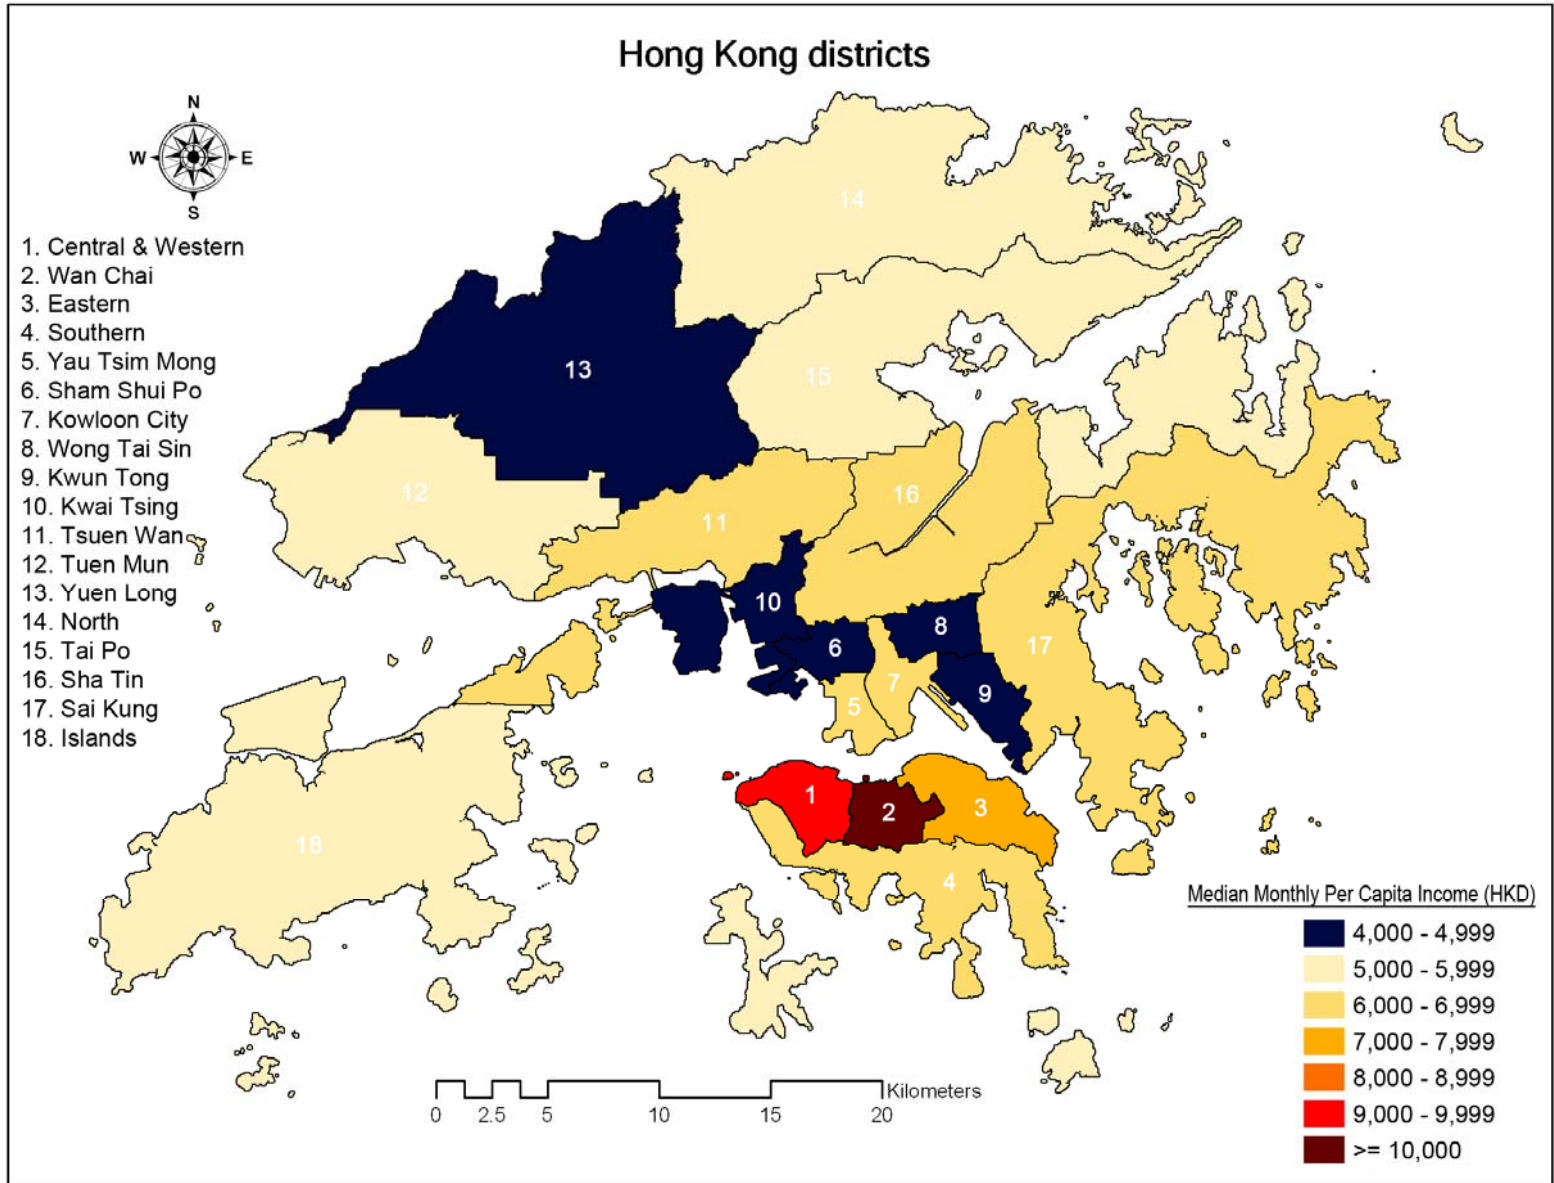 Hong Kong districts
N
W E
S
1. Central & Western
2. Wan Chai
3. Eastern
4. Southern
5. Yau Tsim Mong
6. Sham Shui Po
7. Kowloon City
8. Wong Tai Sin
9. Kwun Tong
10. Kwai Tsing
11. Tsuen Wan
12. Tuen Mun
13. Yuen Long
14. North
15. Tai Po
16. Sha Tin
17. Sai Kung
18. Islands
14
13
15
12
16
11
10
8
6
17
7
9
5
1
2
3
18
4
Median Monthly Per Capita Income (HKD)
4,000 - 4,999
5,000 - 5,999
6,000 - 6,999
7,000 - 7,999
8,000 - 8,999
9,000 - 9,999
>= 10,000
Kilometers
0 2.5 5 10 15 20